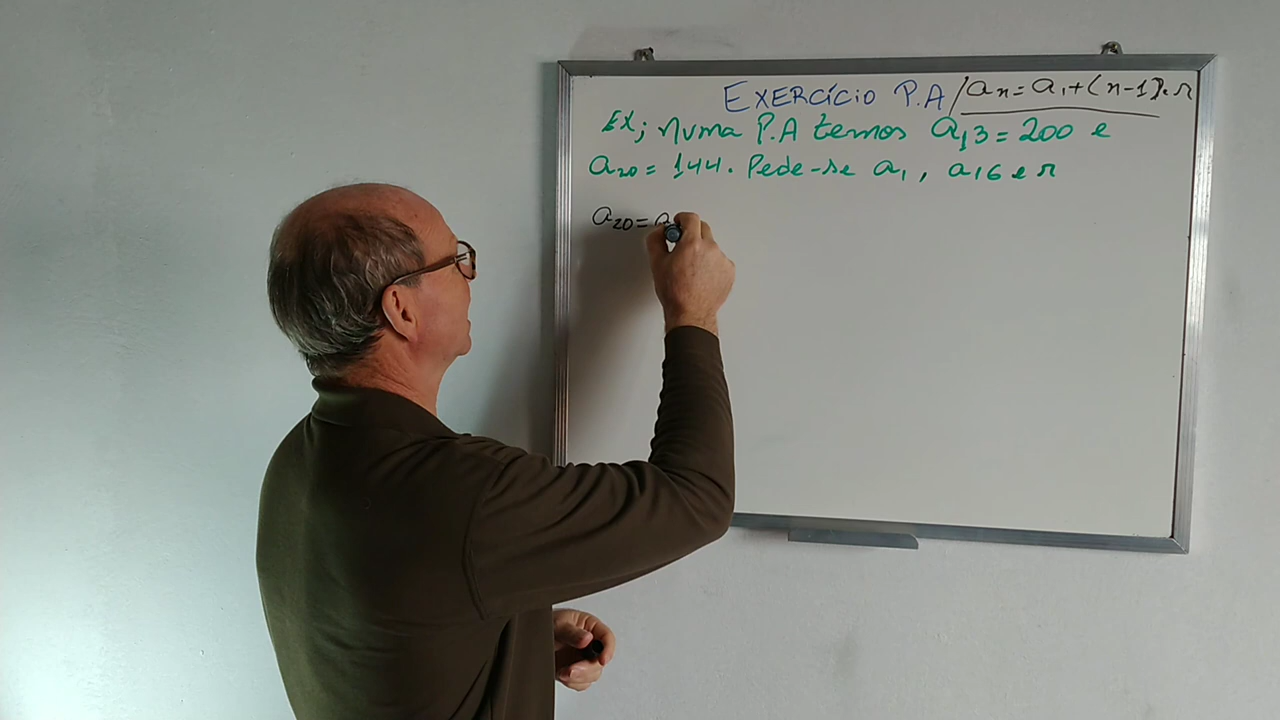 EXERCÍCIO P.A / an = a1 + (n-1).r
EX; numa P.A temos a13 = 200 e
a20 = 144. Pede-se a1, a16 e r
a20 = a